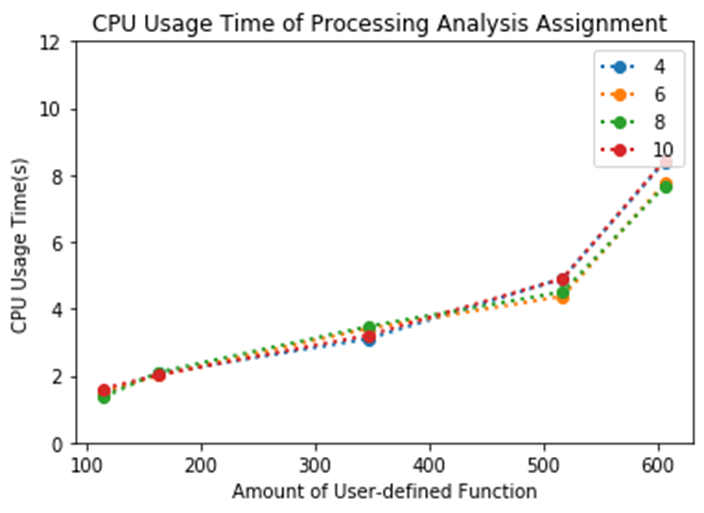 CPU Usage Time of Processing Analysis Assignment
12
10
8
6
4
2
0
CPU Usage Time(s)
4
6
8
10
100 200 300 400 500 600
Amount of User-defined Function